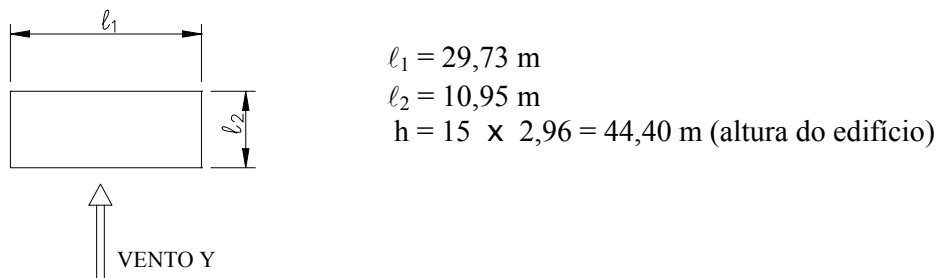 ℓ₁
ℓ₂
VENTO Y
ℓ₁ = 29,73 m
ℓ₂ = 10,95 m
h = 15 x 2,96 = 44,40 m (altura do edifício)